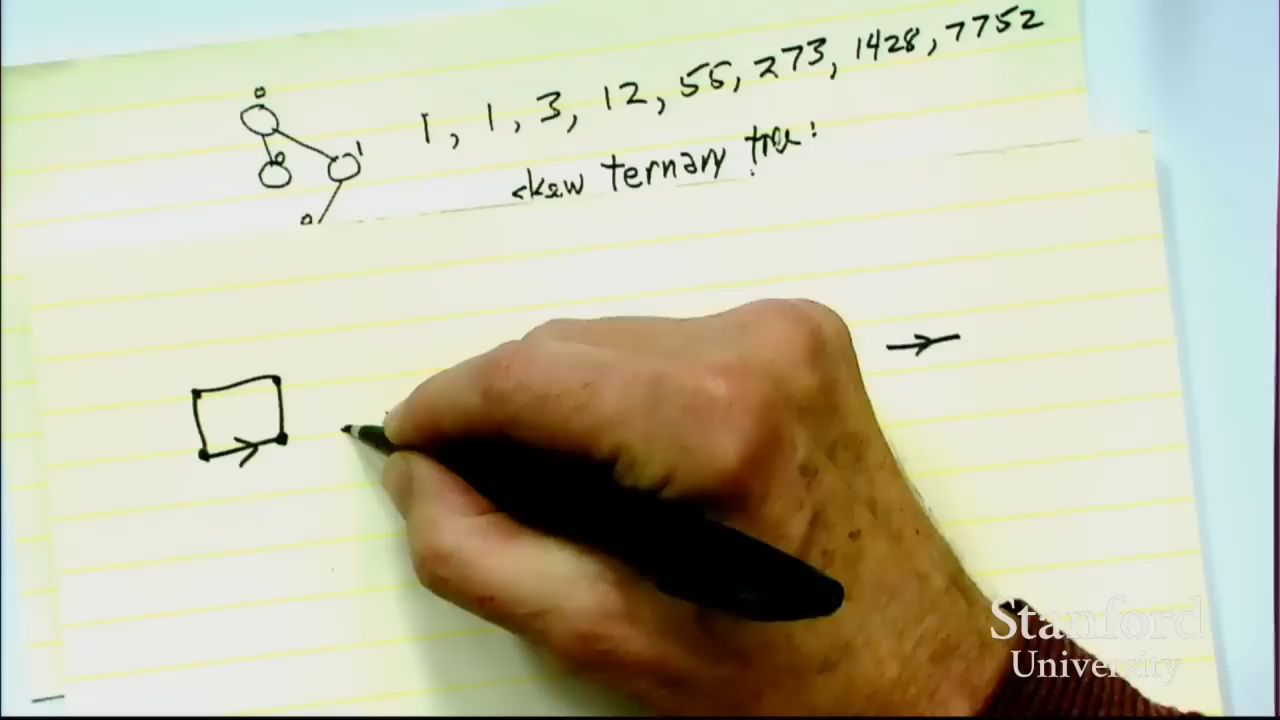 1, 1, 3, 12, 55, 273, 1428, 7752
skew ternary tree:
Stanford
University